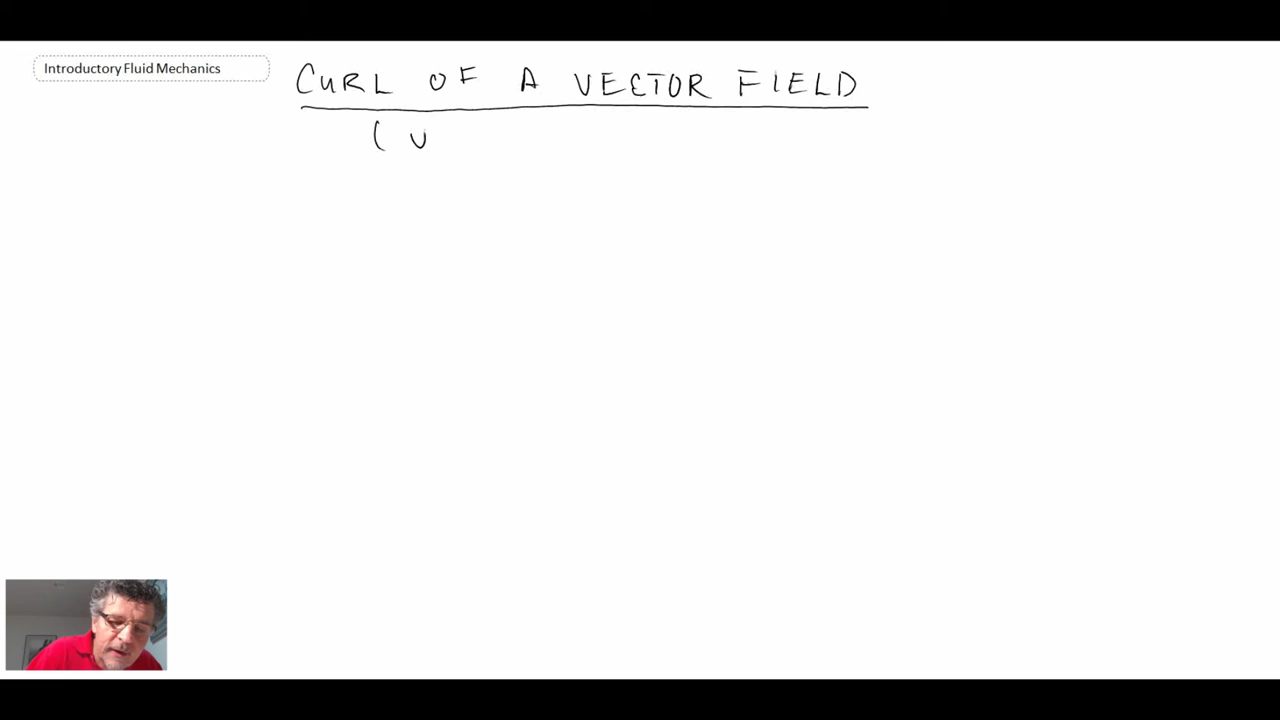 Introductory Fluid Mechanics
CURL OF A VECTOR FIELD
( V